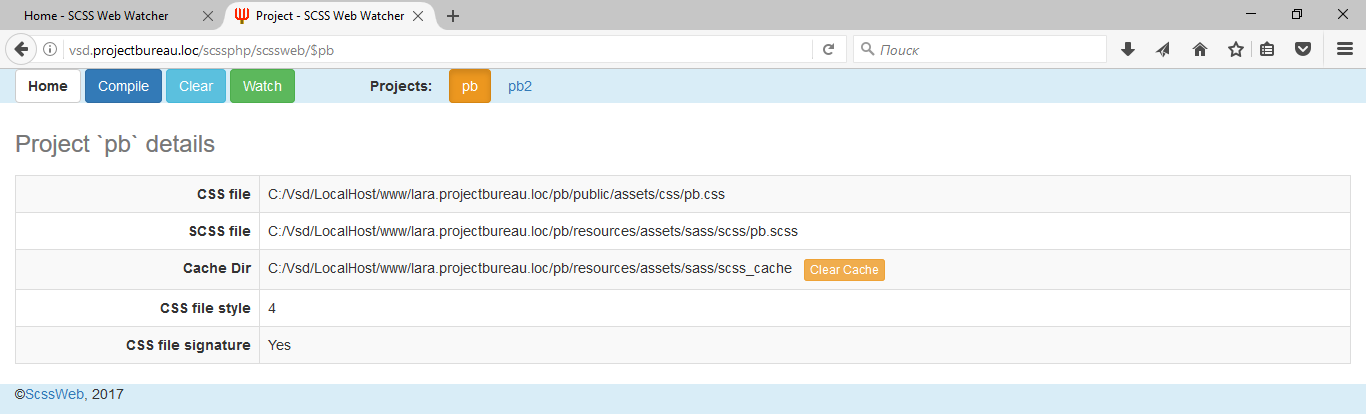 Home - SCSS Web Watcher Project - SCSS Web Watcher
vsd.projectbureau.loc/scssphp/scssweb/$pb Поиск
Home Compile Clear Watch Projects: pb pb2
Project `pb` details
CSS file C:/Vsd/LocalHost/www/lara.projectbureau.loc/pb/public/assets/css/pb.css
SCSS file C:/Vsd/LocalHost/www/lara.projectbureau.loc/pb/resources/assets/sass/scss/pb.scss
Cache Dir C:/Vsd/LocalHost/www/lara.projectbureau.loc/pb/resources/assets/sass/scss_cache Clear Cache
CSS file style 4
CSS file signature Yes
©ScssWeb, 2017